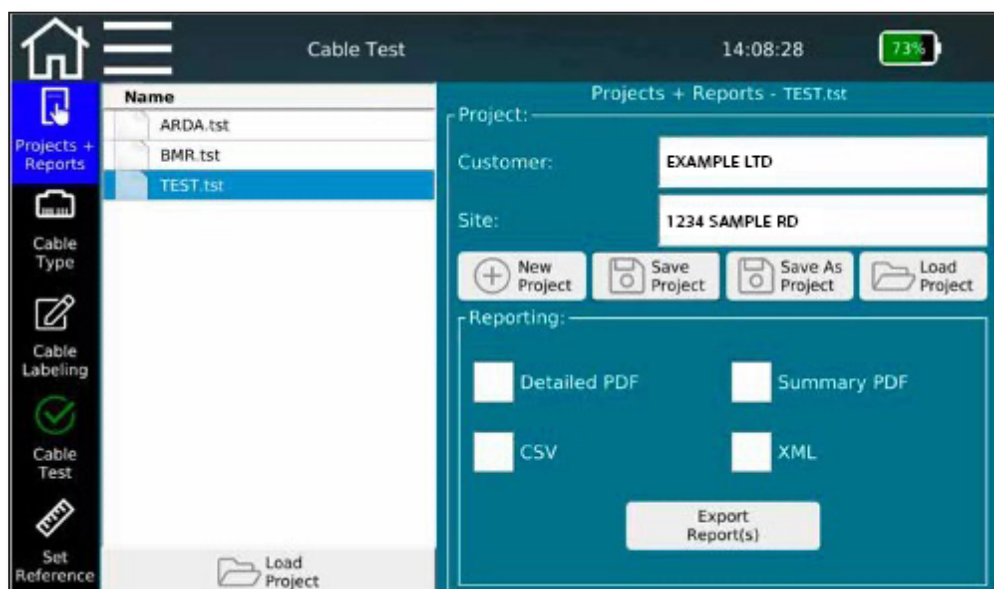 Cable Test
14:08:28
73%
Projects +
Reports
Cable
Type
Cable
Labeling
Cable
Test
Set
Reference
Name
ARDA.tst
BMR.tst
TEST.tst
Load
Project
Projects + Reports - TEST.tst
Project:
Customer:
EXAMPLE LTD
Site:
1234 SAMPLE RD
New
Project
Save
Project
Save As
Project
Load
Project
Reporting:
Detailed PDF
Summary PDF
CSV
XML
Export
Report(s)